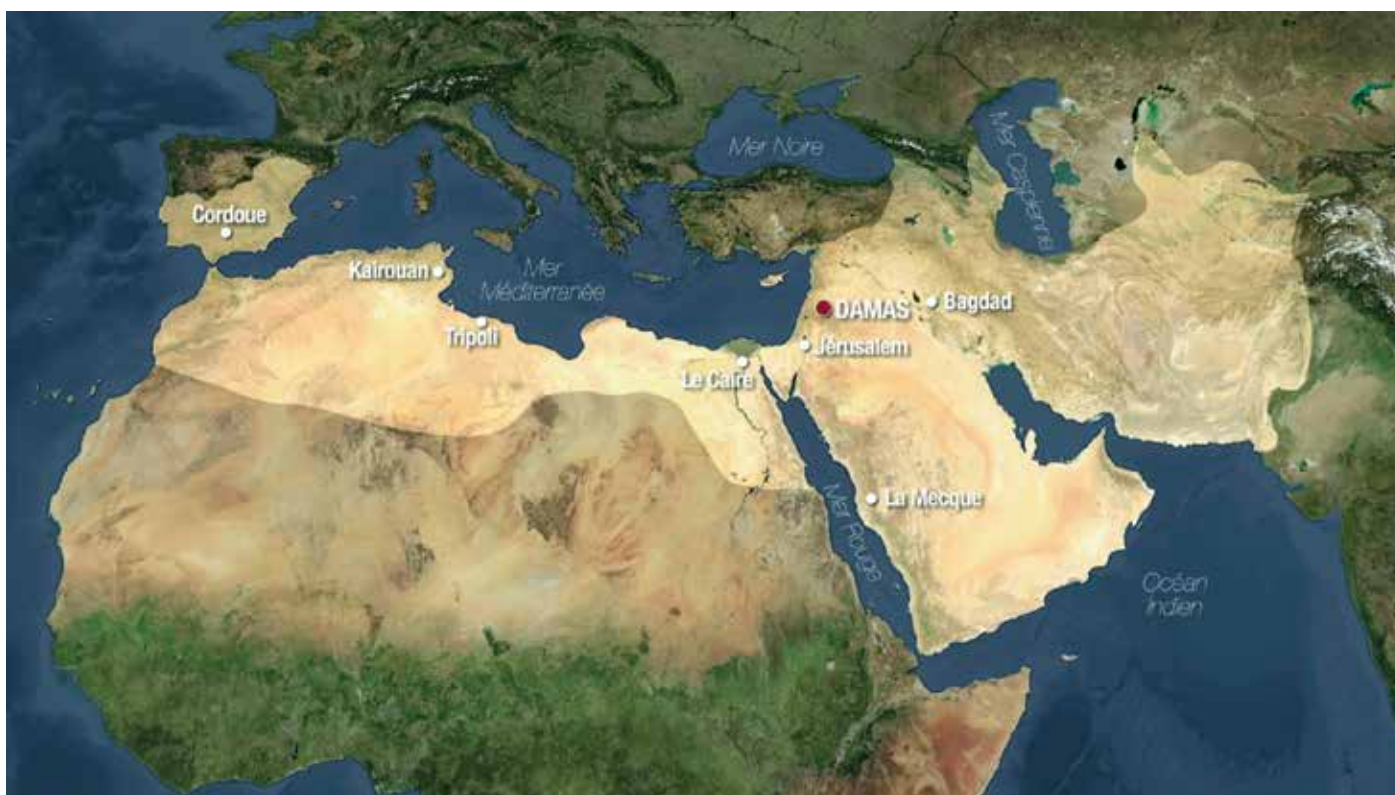 Mer Noire
Mer Caspienne
Cordoue
Kairouan
Mer
Méditerranée
Tripoli
DAMAS
Bagdad
Jérusalem
Le Caire
La Mecque
Mer Rouge
Océan
Indien